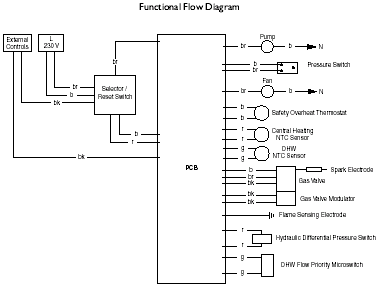 Functional Flow Diagram
External
Controls
L
230 V
br
b
bk
br
Selector /
Reset Switch
b
r
bk
PCB
Pump
br b N
b
br
Pressure Switch
Fan
br b N
b
b
Safety Overheat Thermostat
r
r
Central Heating
NTC Sensor
g
g
DHW
NTC Sensor
b
br
bk
Spark Electrode
Gas Valve
bk
bk
Gas Valve Modulator
Flame Sensing Electrode
r
r
Hydraulic Differential Pressure Switch
g
g
DHW Flow Priority Microswitch